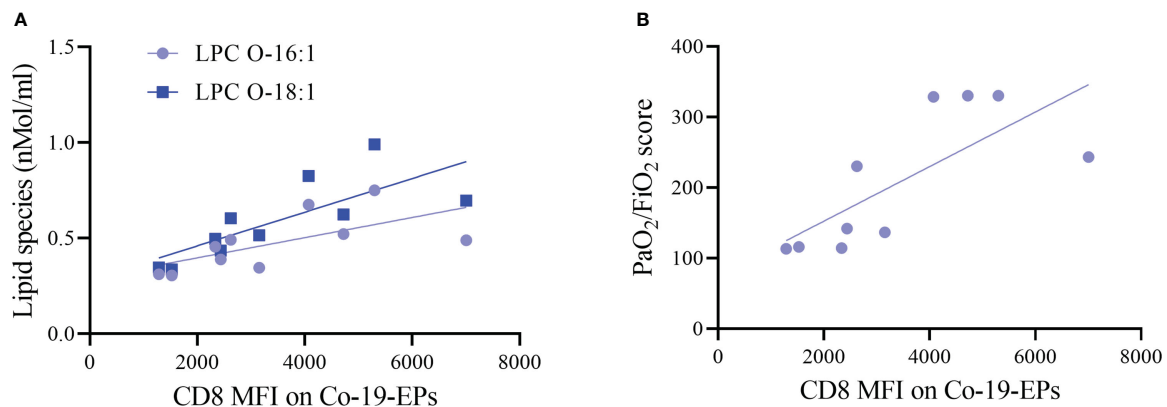 A
LPC O-16:1
LPC O-18:1
Lipid species (nMol/ml)
1.5
1.0
0.5
0.0
0 2000 4000 6000 8000
CD8 MFI on Co-19-EPs
B
PaO₂/FiO₂ score
400
300
200
100
0
0 2000 4000 6000 8000
CD8 MFI on Co-19-EPs